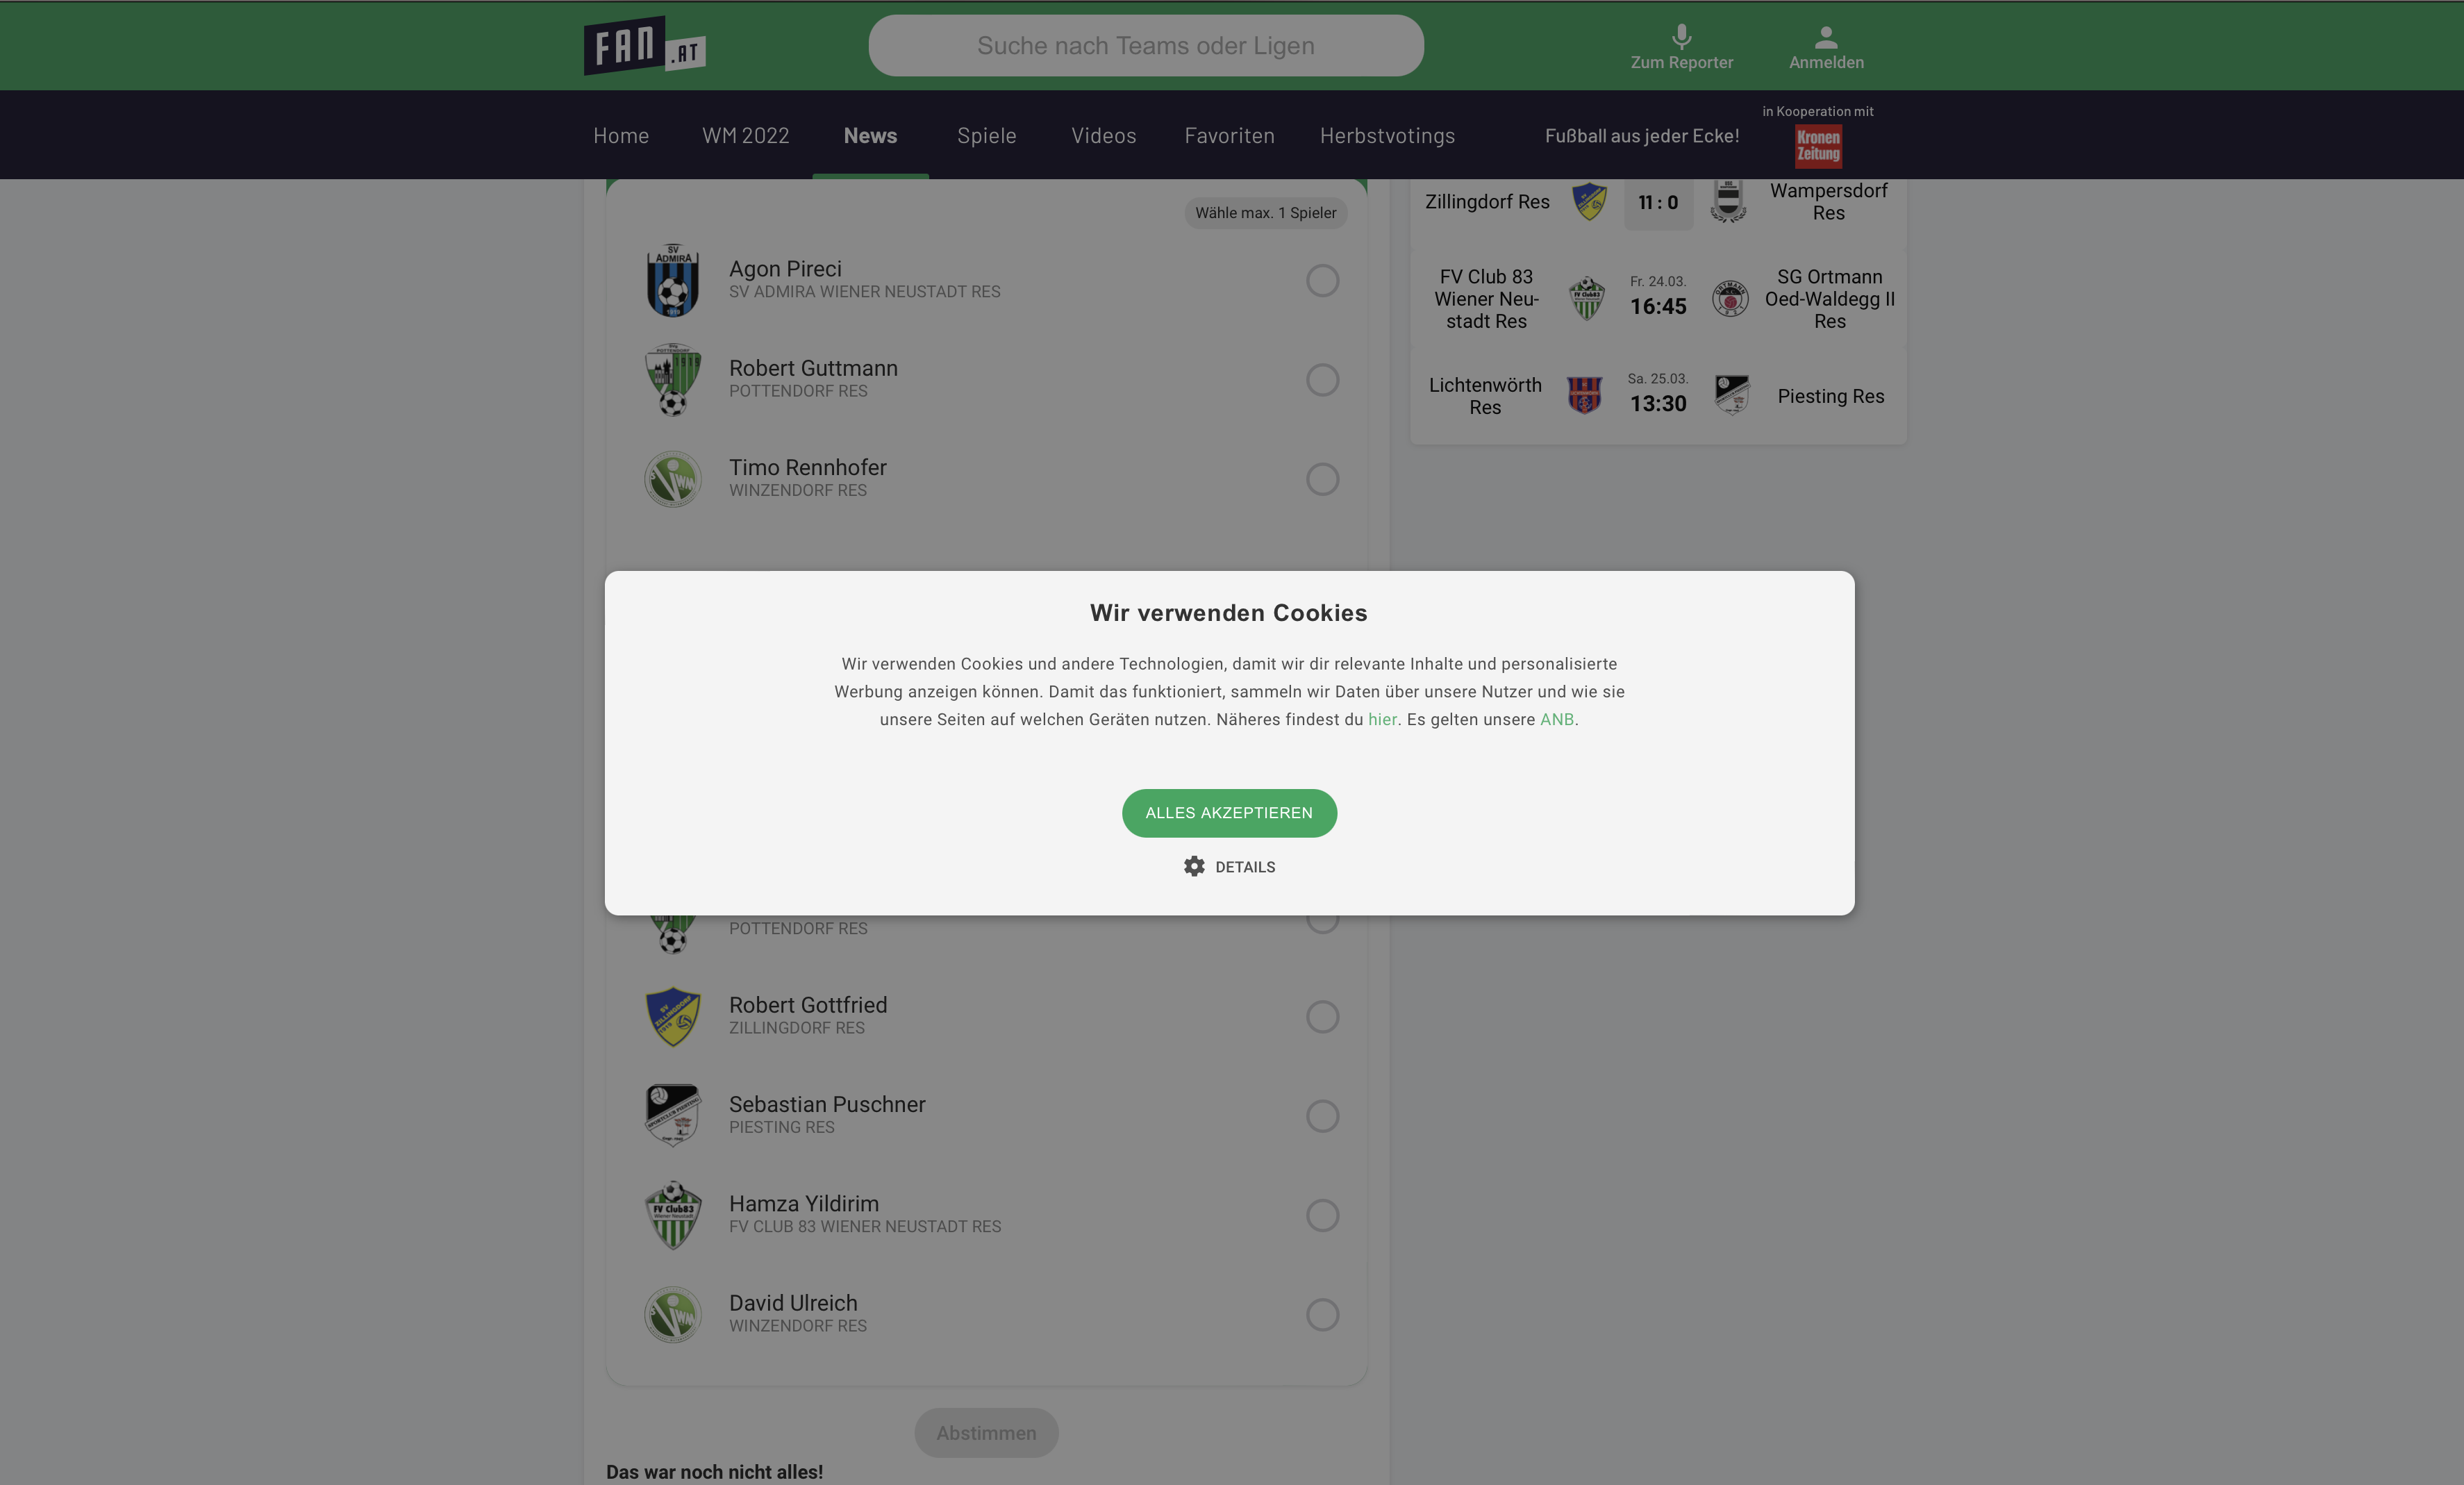 FAN.AT
Suche nach Teams oder Ligen
Zum Reporter
Anmelden
Home
WM 2022
News
Spiele
Videos
Favoriten
Herbstvotings
Fußball aus jeder Ecke!
in Kooperation mit
Kronen
Zeitung
Wähle max. 1 Spieler
SV
ADMIRA
1919
Agon Pireci
SV ADMIRA WIENER NEUSTADT RES
Robert Guttmann
POTTENDORF RES
Timo Rennhofer
WINZENDORF RES
Zillingdorf Res
11 : 0
Wampersdorf
Res
FV Club 83
Wiener Neu-
stadt Res
Fr. 24.03.
16:45
SG Ortmann
Oed-Waldegg II
Res
Lichtenwörth
Res
Sa. 25.03.
13:30
Piesting Res
Wir verwenden Cookies
Wir verwenden Cookies und andere Technologien, damit wir dir relevante Inhalte und personalisierte
Werbung anzeigen können. Damit das funktioniert, sammeln wir Daten über unsere Nutzer und wie sie
unsere Seiten auf welchen Geräten nutzen. Näheres findest du hier. Es gelten unsere ANB.
ALLES AKZEPTIEREN
DETAILS
POTTENDORF RES
Robert Gottfried
ZILLINGDORF RES
Sebastian Puschner
PIESTING RES
FV Club83
Hamza Yildirim
FV CLUB 83 WIENER NEUSTADT RES
David Ulreich
WINZENDORF RES
Abstimmen
Das war noch nicht alles!